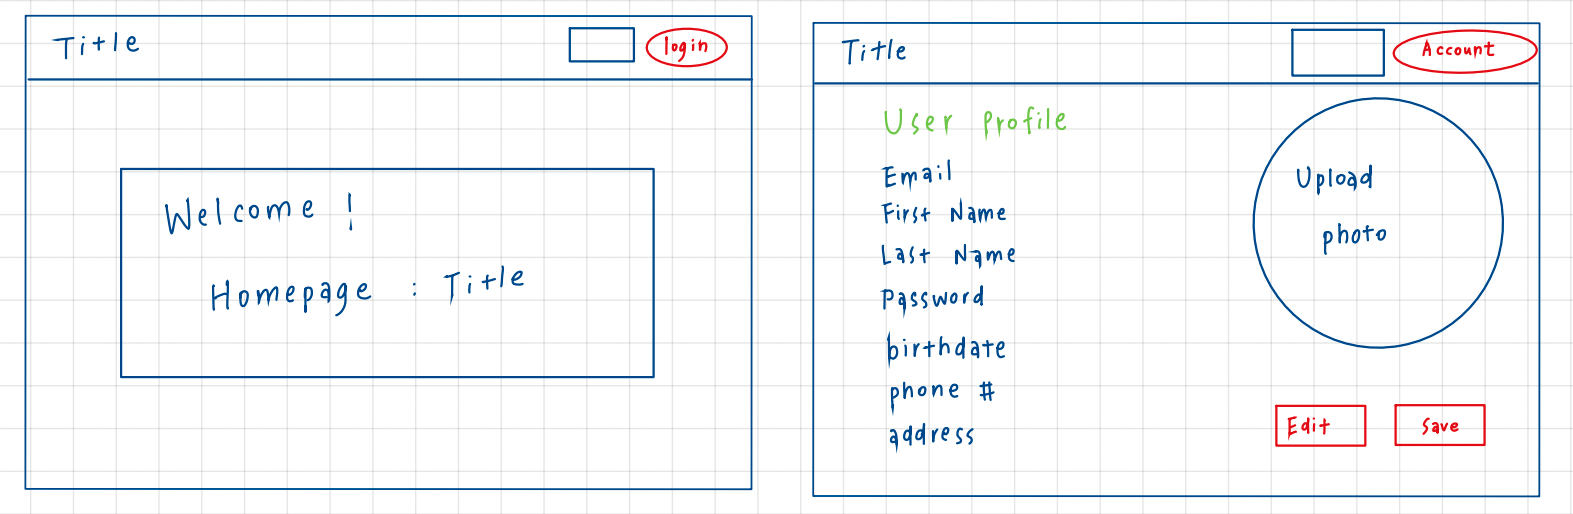 Title
login
Welcome !
Homepage : Title
Title
Account
User Profile
Email
First Name
Last Name
Password
birthdate
phone #
address
Upload
photo
Edit
Save